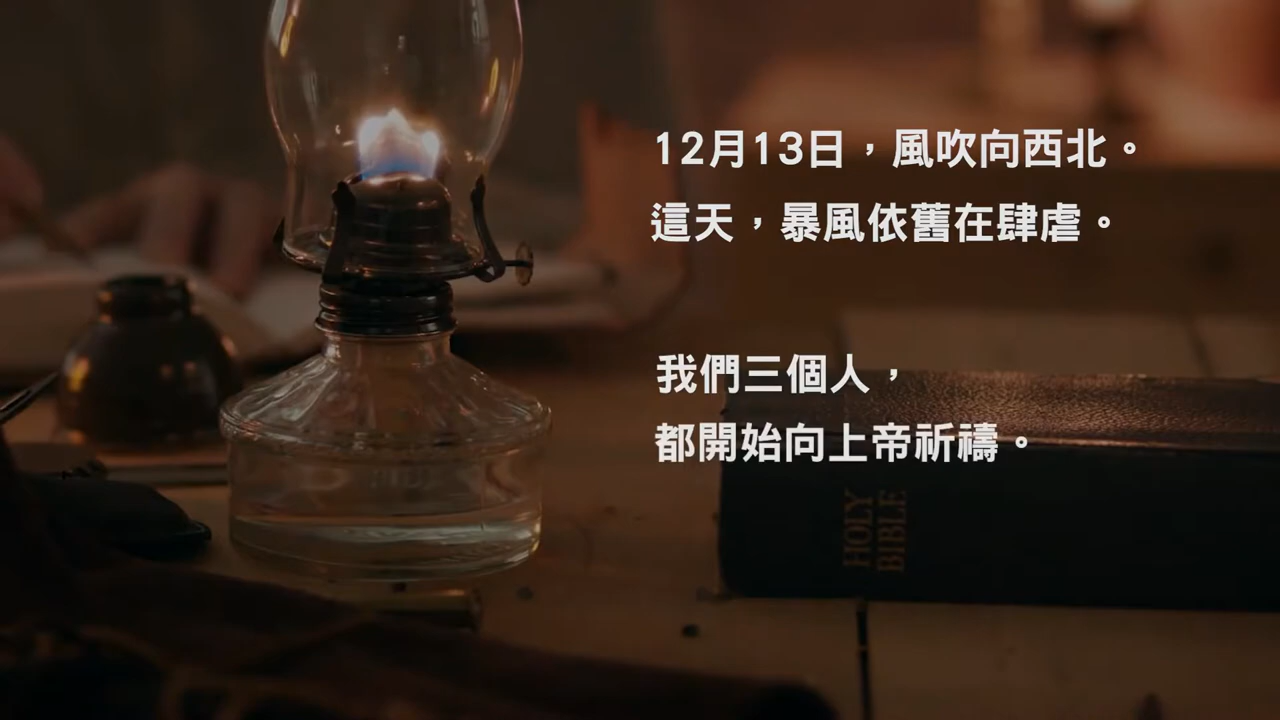 12月13日，風吹向西北。
這天，暴風依舊在肆虐。
我們三個人，
都開始向上帝祈禱。
HOLY
BIBLE